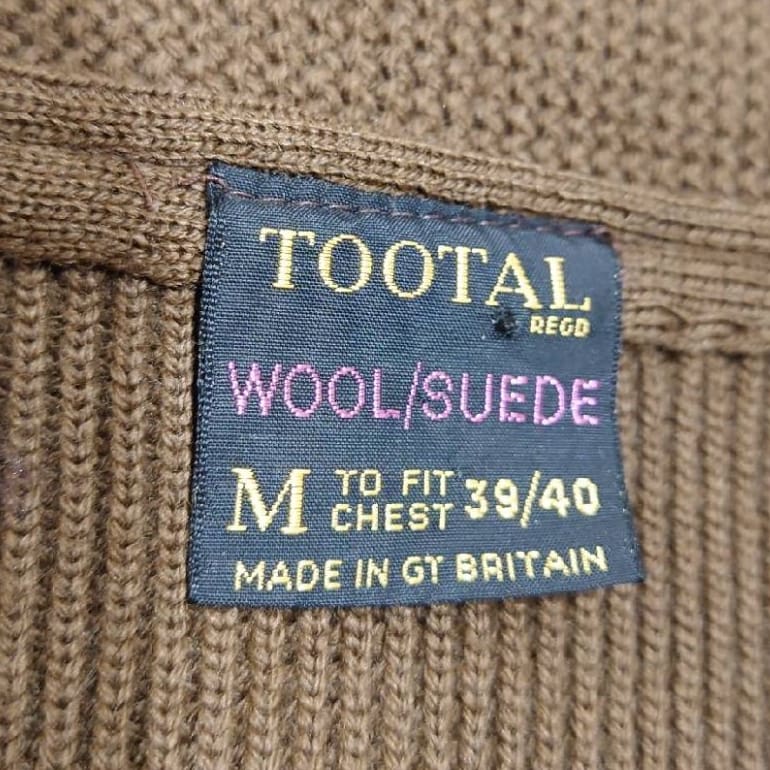 TOOTAL
REGD
WOOL/SUEDE
M TO FIT CHEST 39/40
MADE IN GT BRITAIN